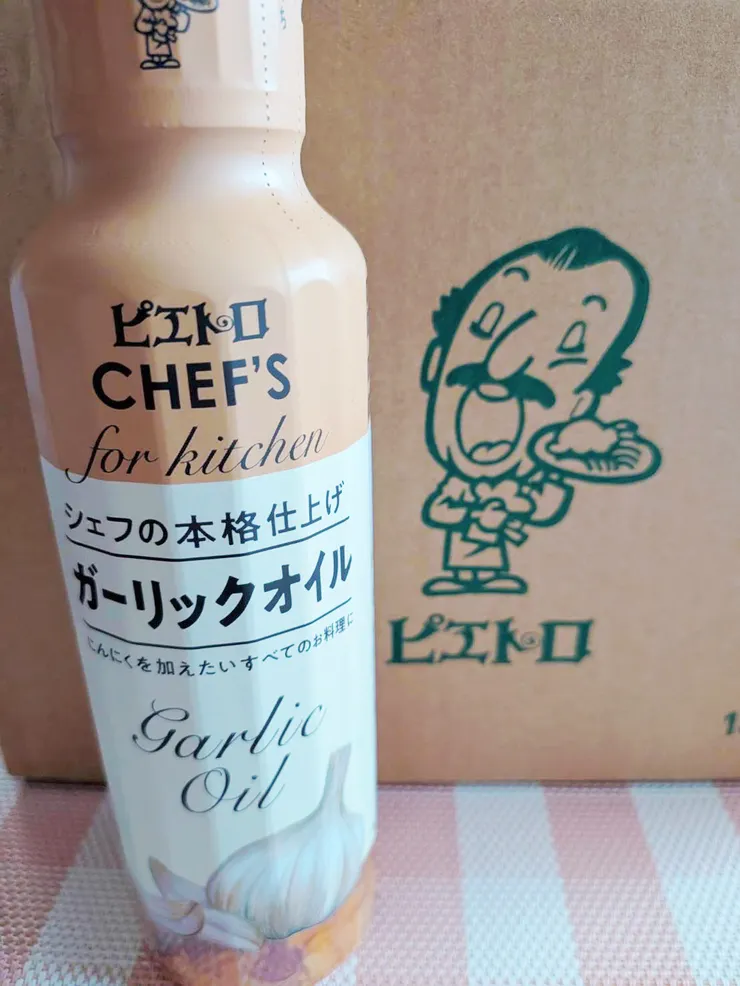 ピエトロ
CHEF'S
for kitchen
シェフの本格仕上げ
ガーリックオイル
にんにくを加えたいすべてのお料理に
Garlic
Oil
ピエトロ